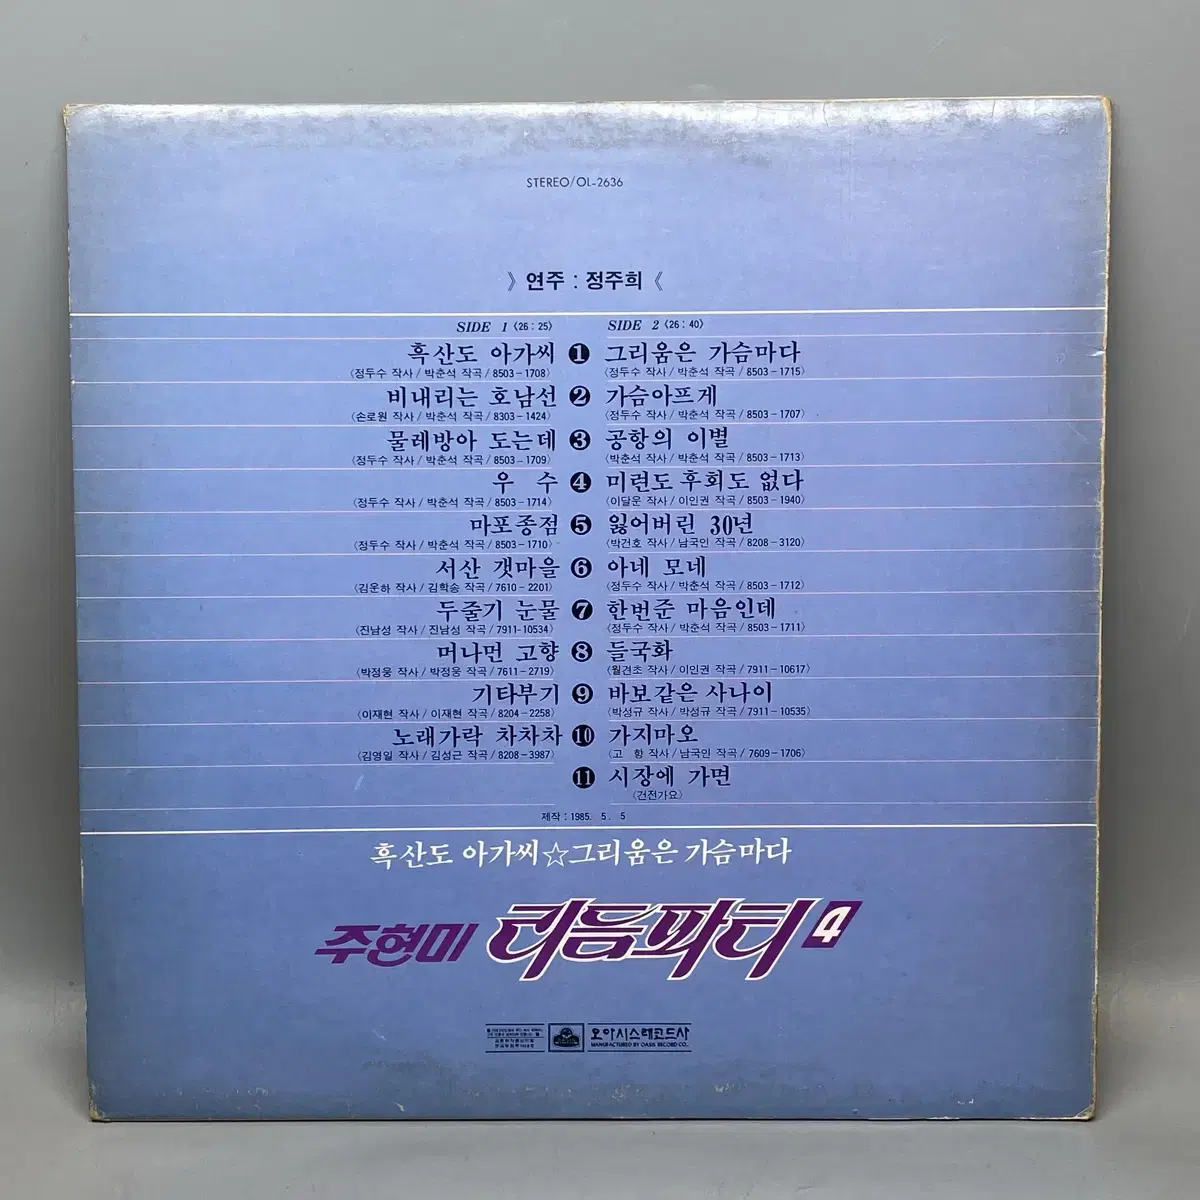 STEREO/OL-2636
》연주 : 정주희《
SIDE 1 〈26 : 25〉
흑산도 아가씨 ❶
〈정두수 작사/박춘석 작곡/8503-1708〉
비내리는 호남선 ❷
〈손로원 작사/박춘석 작곡/8303-1424〉
물레방아 도는데 ❸
〈정두수 작사/박춘석 작곡/8503-1709〉
우 수 ❹
〈정두수 작사/박춘석 작곡/8503-1714〉
마포종점 ❺
〈정두수 작사/박춘석 작곡/8503-1710〉
서산 갯마을 ❻
〈김운하 작사/김학송 작곡/7610-2201〉
두줄기 눈물 ❼
〈진남성 작사/진남성 작곡/7911-10534〉
머나먼 고향 ❽
〈박정웅 작사/박정웅 작곡/7611-2719〉
기타부기 ❾
〈이재현 작사/이재현 작곡/8204-2258〉
노래가락 차차차 ❿
〈김영일 작사/김성근 작곡/8208-3987〉
⓫
SIDE 2 〈26 : 40〉
그리움은 가슴마다
〈정두수 작사/박춘석 작곡/8503-1715〉
가슴아프게
〈정두수 작사/박춘석 작곡/8503-1707〉
공항의 이별
〈박춘석 작사/박춘석 작곡/8503-1713〉
미련도 후회도 없다
〈이달운 작사/이인권 작곡/8503-1940〉
잃어버린 30년
〈박건호 작사/남국인 작곡/8208-3120〉
아네 모네
〈정두수 작사/박춘석 작곡/8503-1712〉
한번준 마음인데
〈정두수 작사/박춘석 작곡/8503-1711〉
들국화
〈월견초 작사/이인권 작곡/7911-10617〉
바보같은 사나이
〈박성규 작사/박성규 작곡/7911-10535〉
가지마오
〈고 향 작사/남국인 작곡/7609-1706〉
시장에 가면
〈건전가요〉
제작 : 1985. 5. 5
흑산도 아가씨☆그리움은 가슴마다
주현미 리듬파티 4
오아시스레코드사
MANUFACTURED BY OASIS RECORD CO.,